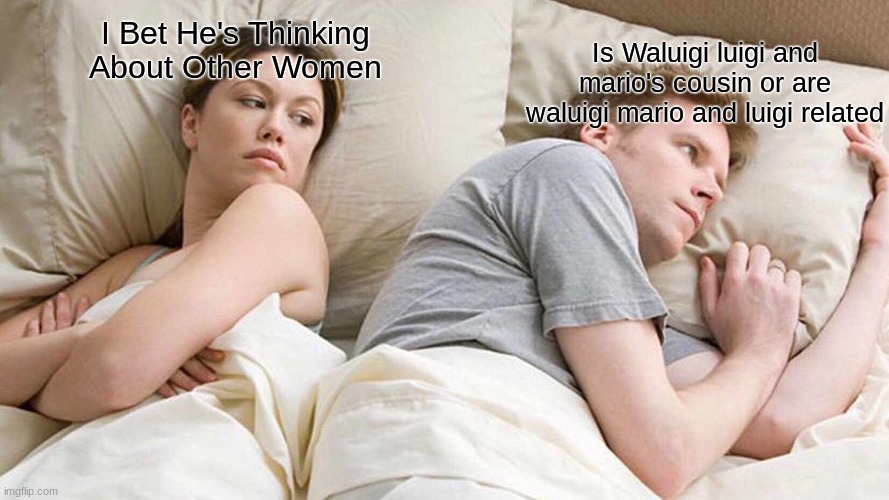 I Bet He's Thinking
About Other Women
Is Waluigi luigi and
mario's cousin or are
waluigi mario and luigi related
imgflip.com